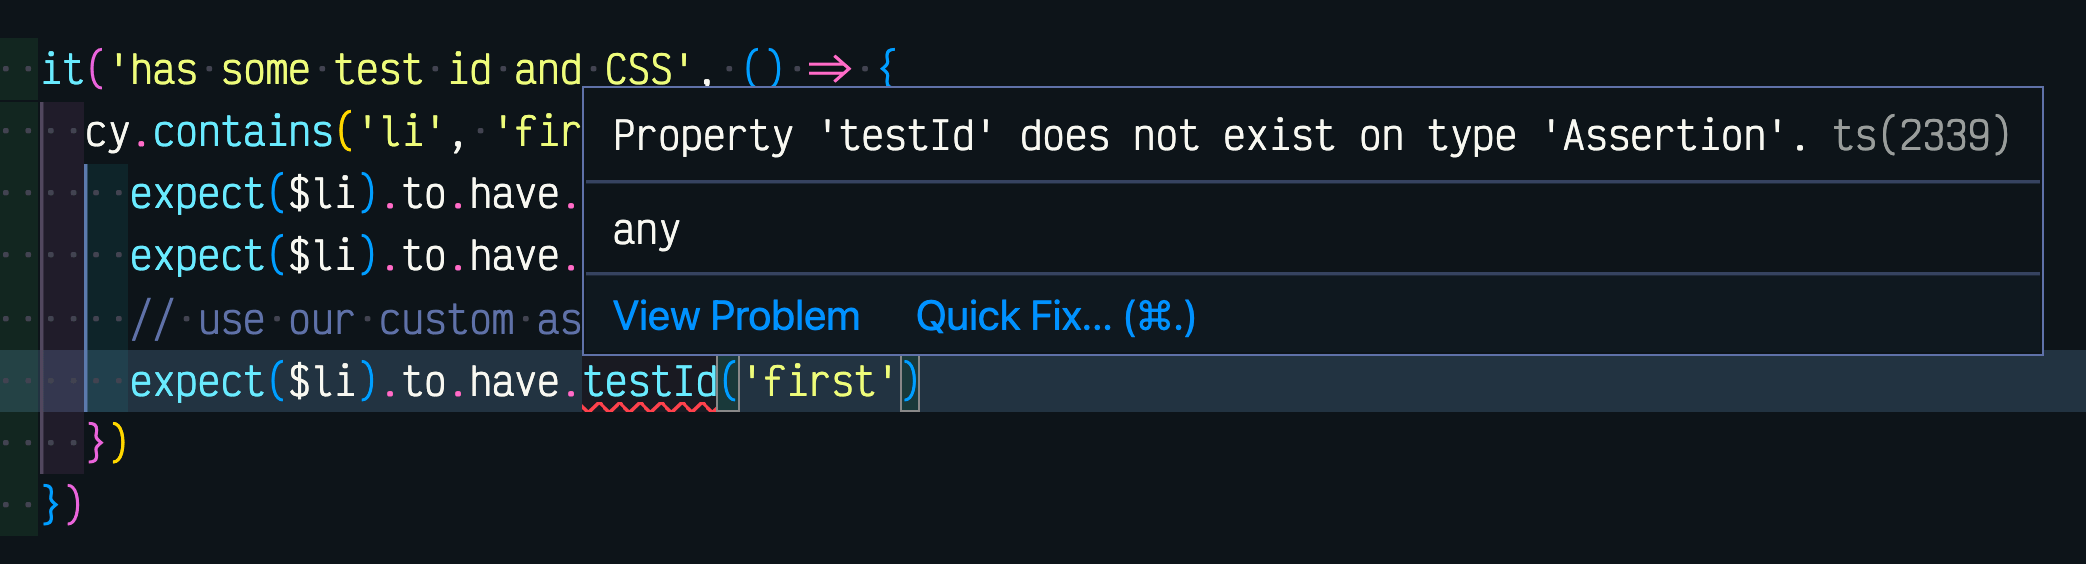 it('has some test id and CSS', () => {
cy.contains('li', 'fir
Property 'testId' does not exist on type 'Assertion'. ts(2339)
expect($li).to.have.
any
expect($li).to.have.
// use our custom as
View Problem Quick Fix... (⌘.)
expect($li).to.have.testId('first')
})
})